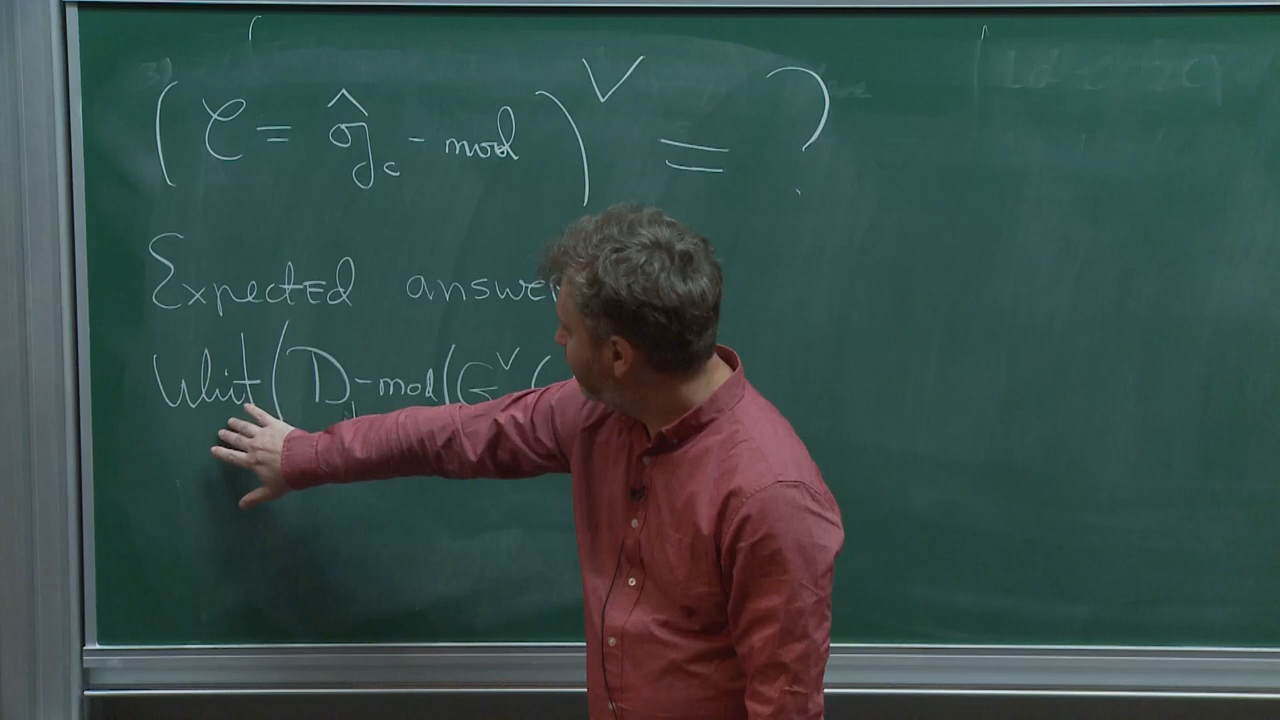 (𝒞 = ĝ_c - mod)^∨ = ?
Expected answer
Whit(D-mod(G^∨(